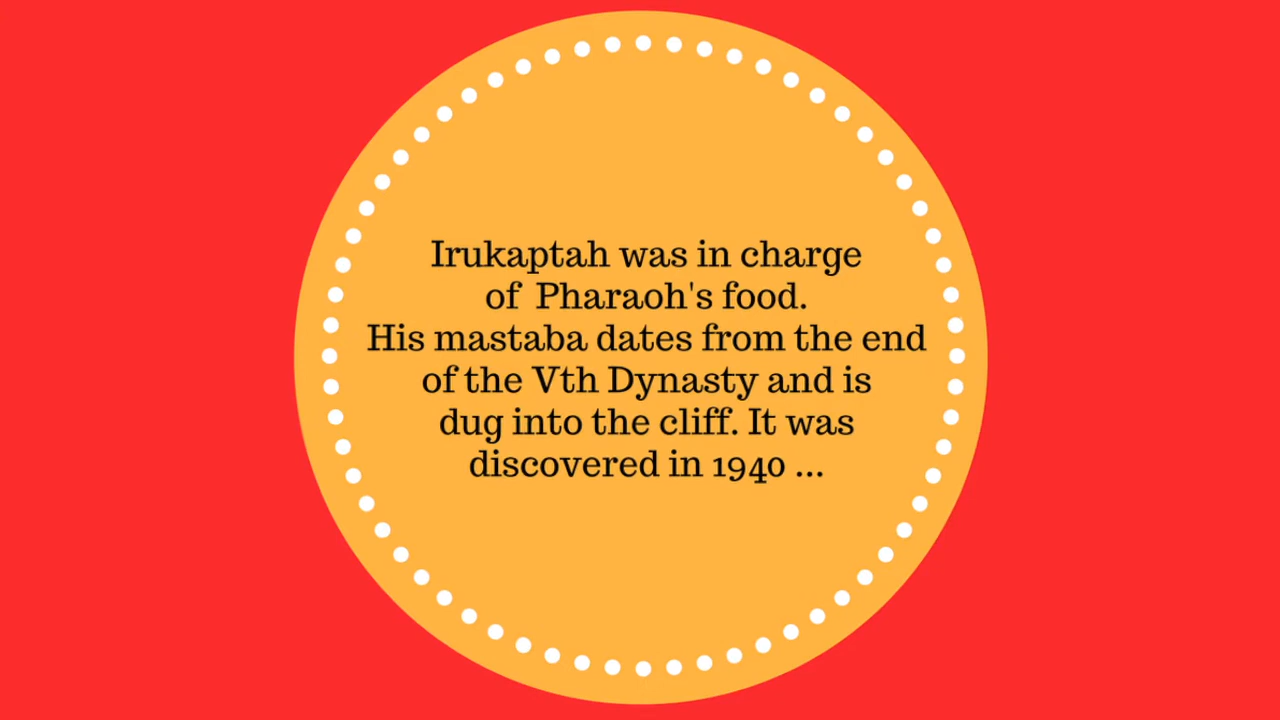 Irukaptah was in charge
of  Pharaoh's food.
His mastaba dates from the end
of the Vth Dynasty and is
dug into the cliff. It was
discovered in 1940 ...